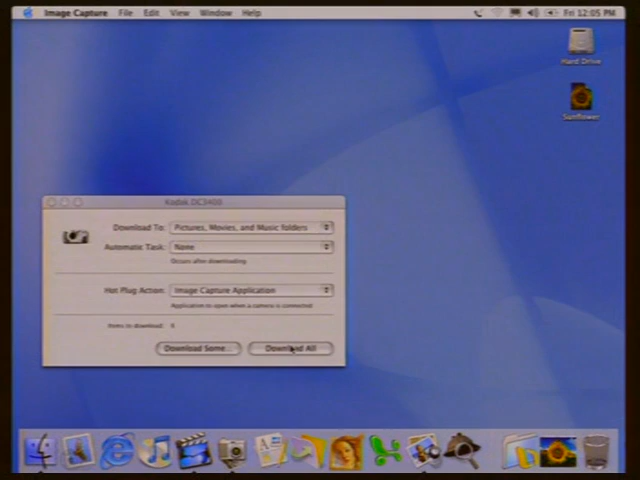 Image Capture File Edit View Window Help Fri 12:05 PM
Hard Drive
Sunflower
Kodak DC3400
Download To: Pictures, Movies, and Music folders
Automatic Task: None
Occurs after downloading
Hot Plug Action: Image Capture Application
Application to open when a camera is connected
Items to download: 6
Download Some... Download All